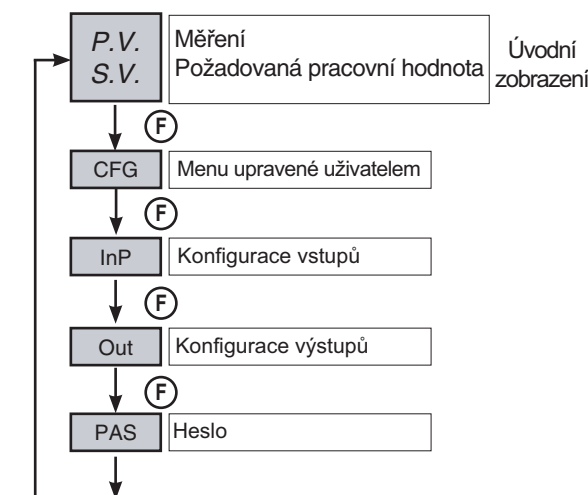 P.V.
S.V.
Měření
Požadovaná pracovní hodnota
Úvodní
zobrazení
F
CFG
Menu upravené uživatelem
F
InP
Konfigurace vstupů
F
Out
Konfigurace výstupů
F
PAS
Heslo